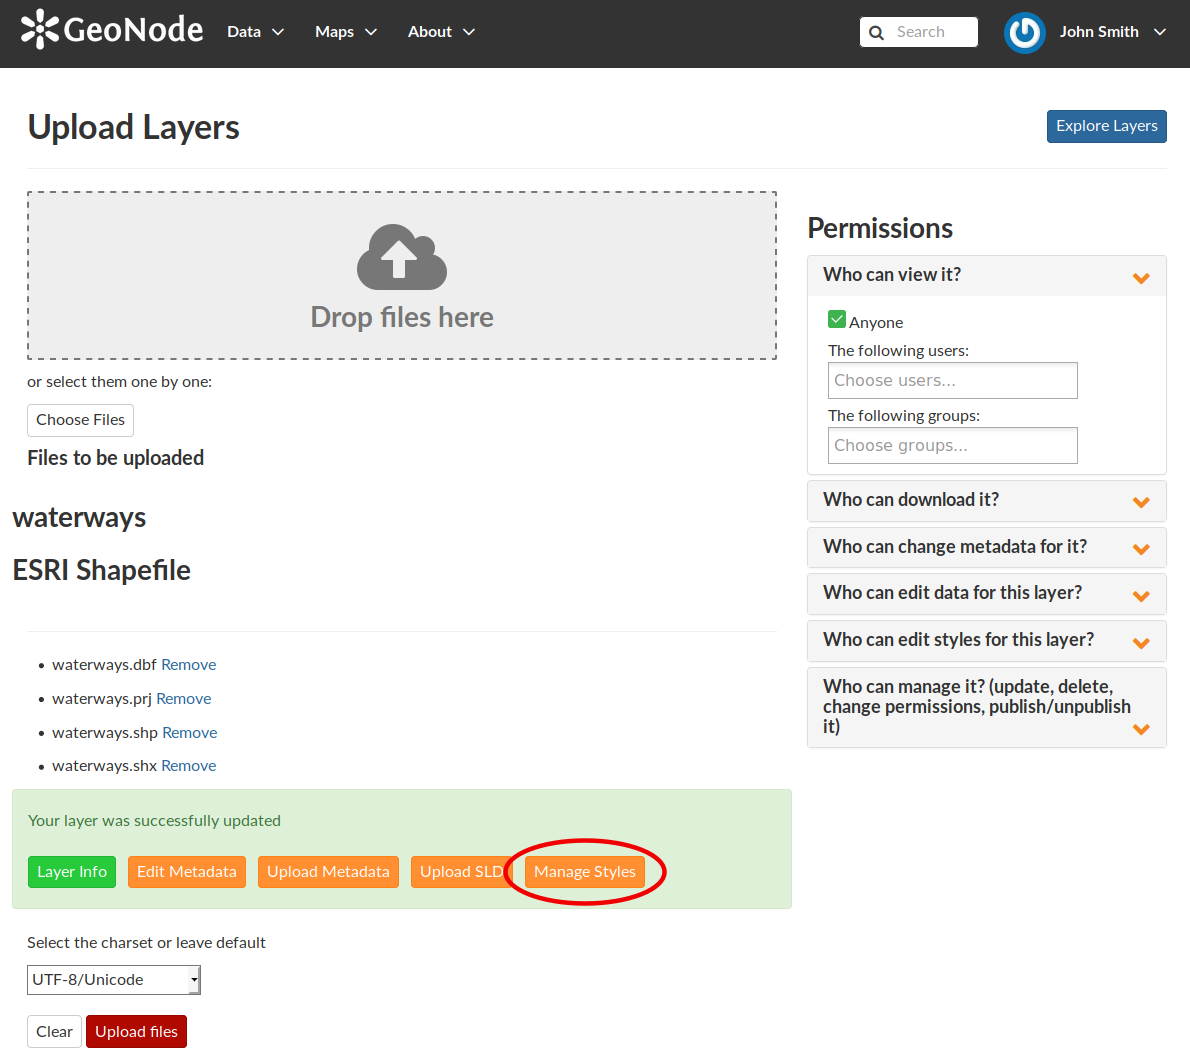 GeoNode Data Maps About Search John Smith
Upload Layers
Explore Layers
Drop files here
or select them one by one:
Choose Files
Files to be uploaded
waterways
ESRI Shapefile
waterways.dbf Remove
waterways.prj Remove
waterways.shp Remove
waterways.shx Remove
Your layer was successfully updated
Layer Info Edit Metadata Upload Metadata Upload SLD Manage Styles
Select the charset or leave default
UTF-8/Unicode
Clear Upload files
Permissions
Who can view it?
Anyone
The following users:
Choose users...
The following groups:
Choose groups...
Who can download it?
Who can change metadata for it?
Who can edit data for this layer?
Who can edit styles for this layer?
Who can manage it? (update, delete,
change permissions, publish/unpublish
it)